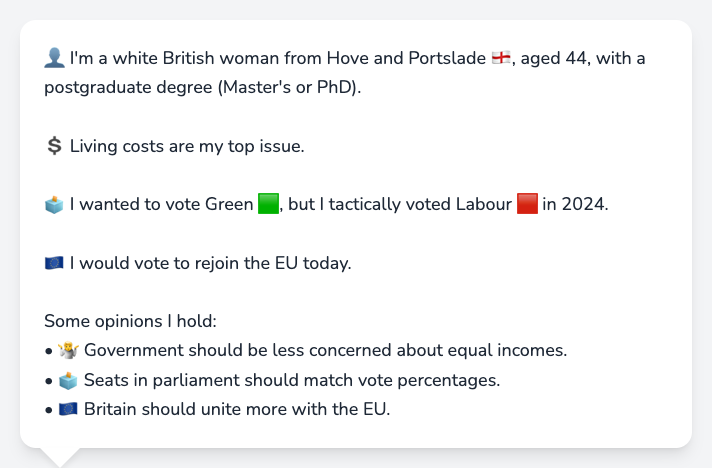 👤 I'm a white British woman from Hove and Portslade 🏴󠁧󠁢󠁥󠁮󠁧󠁿, aged 44, with a
postgraduate degree (Master's or PhD).
💲 Living costs are my top issue.
🗳️ I wanted to vote Green 🟩, but I tactically voted Labour 🟥 in 2024.
🇪🇺 I would vote to rejoin the EU today.
Some opinions I hold:
• 🤷 Government should be less concerned about equal incomes.
• 🗳️ Seats in parliament should match vote percentages.
• 🇪🇺 Britain should unite more with the EU.